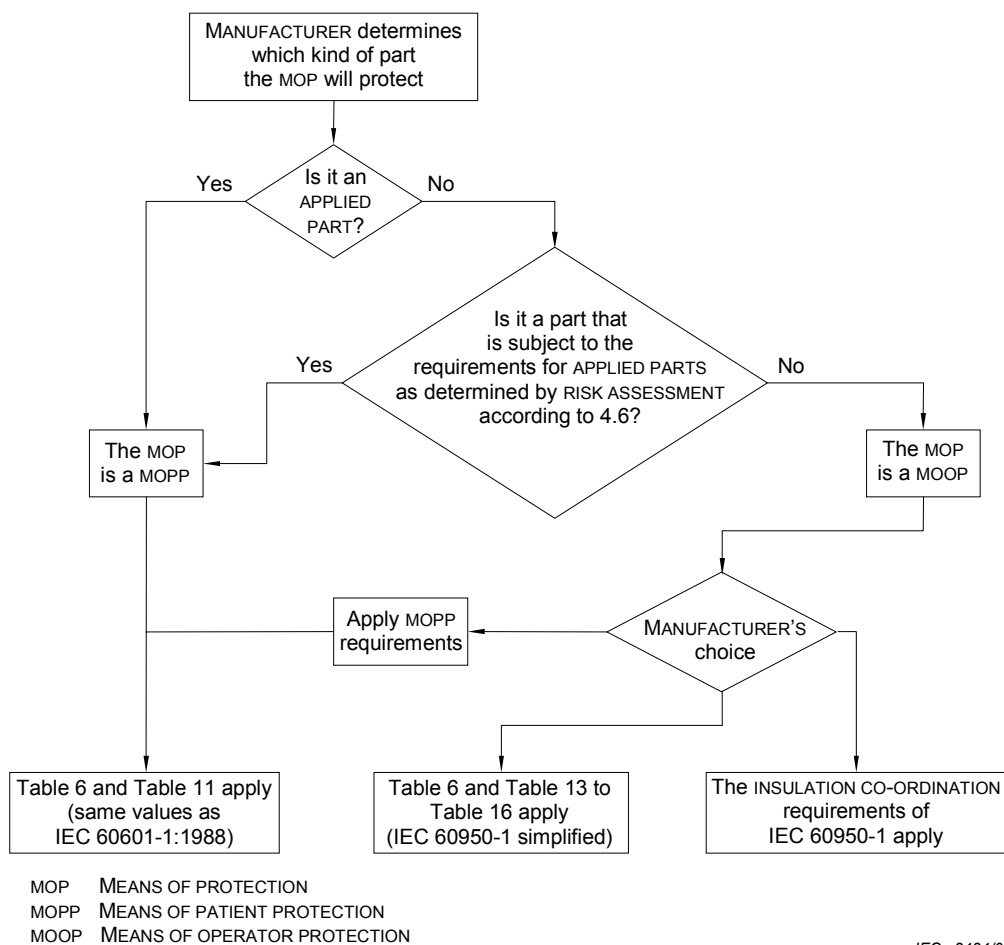 MANUFACTURER determines
which kind of part
the MOP will protect
Yes
Is it an
APPLIED
PART?
No
Is it a part that
is subject to the
requirements for APPLIED PARTS
as determined by RISK ASSESSMENT
according to 4.6?
Yes
No
The MOP
is a MOPP
The MOP
is a MOOP
Apply MOPP
requirements
MANUFACTURER'S
choice
Table 6 and Table 11 apply
(same values as
IEC 60601-1:1988)
Table 6 and Table 13 to
Table 16 apply
(IEC 60950-1 simplified)
The INSULATION CO-ORDINATION
requirements of
IEC 60950-1 apply
MOP MEANS OF PROTECTION
MOPP MEANS OF PATIENT PROTECTION
MOOP MEANS OF OPERATOR PROTECTION